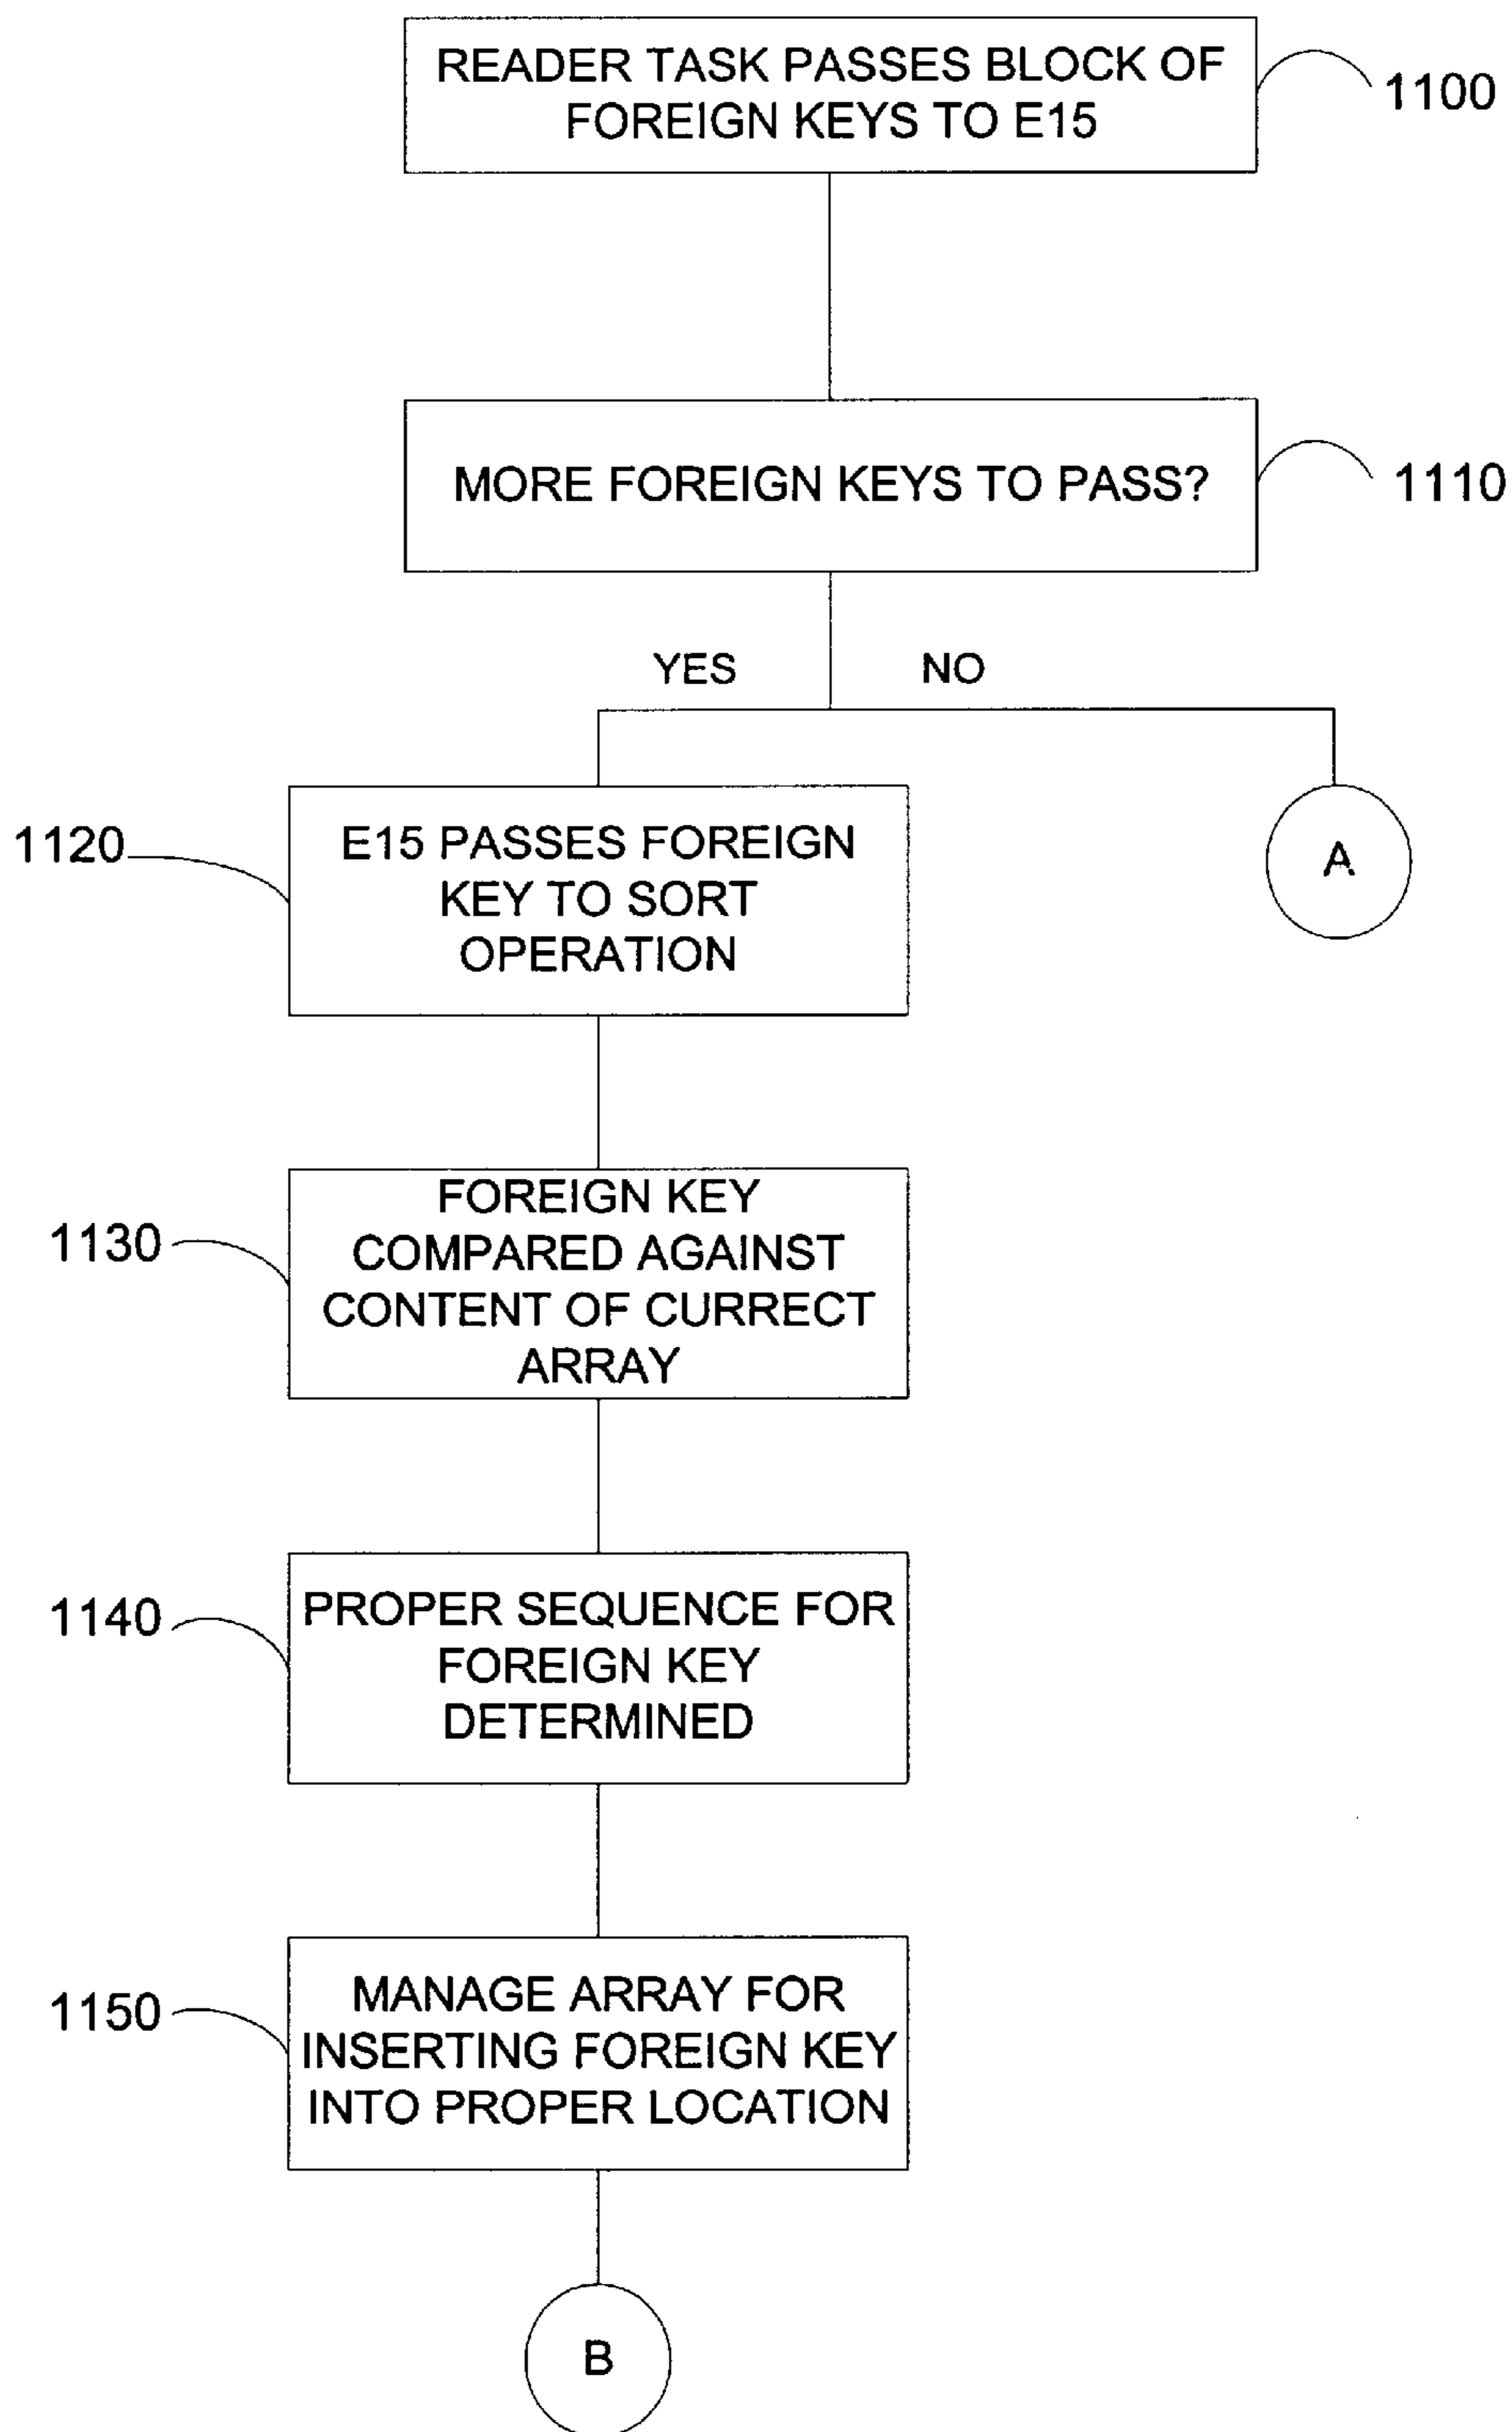 READER TASK PASSES BLOCK OF
FOREIGN KEYS TO E15
1100
MORE FOREIGN KEYS TO PASS?
1110
YES
NO
1120
E15 PASSES FOREIGN
KEY TO SORT
OPERATION
A
1130
FOREIGN KEY
COMPARED AGAINST
CONTENT OF CURRECT
ARRAY
1140
PROPER SEQUENCE FOR
FOREIGN KEY
DETERMINED
1150
MANAGE ARRAY FOR
INSERTING FOREIGN KEY
INTO PROPER LOCATION
B